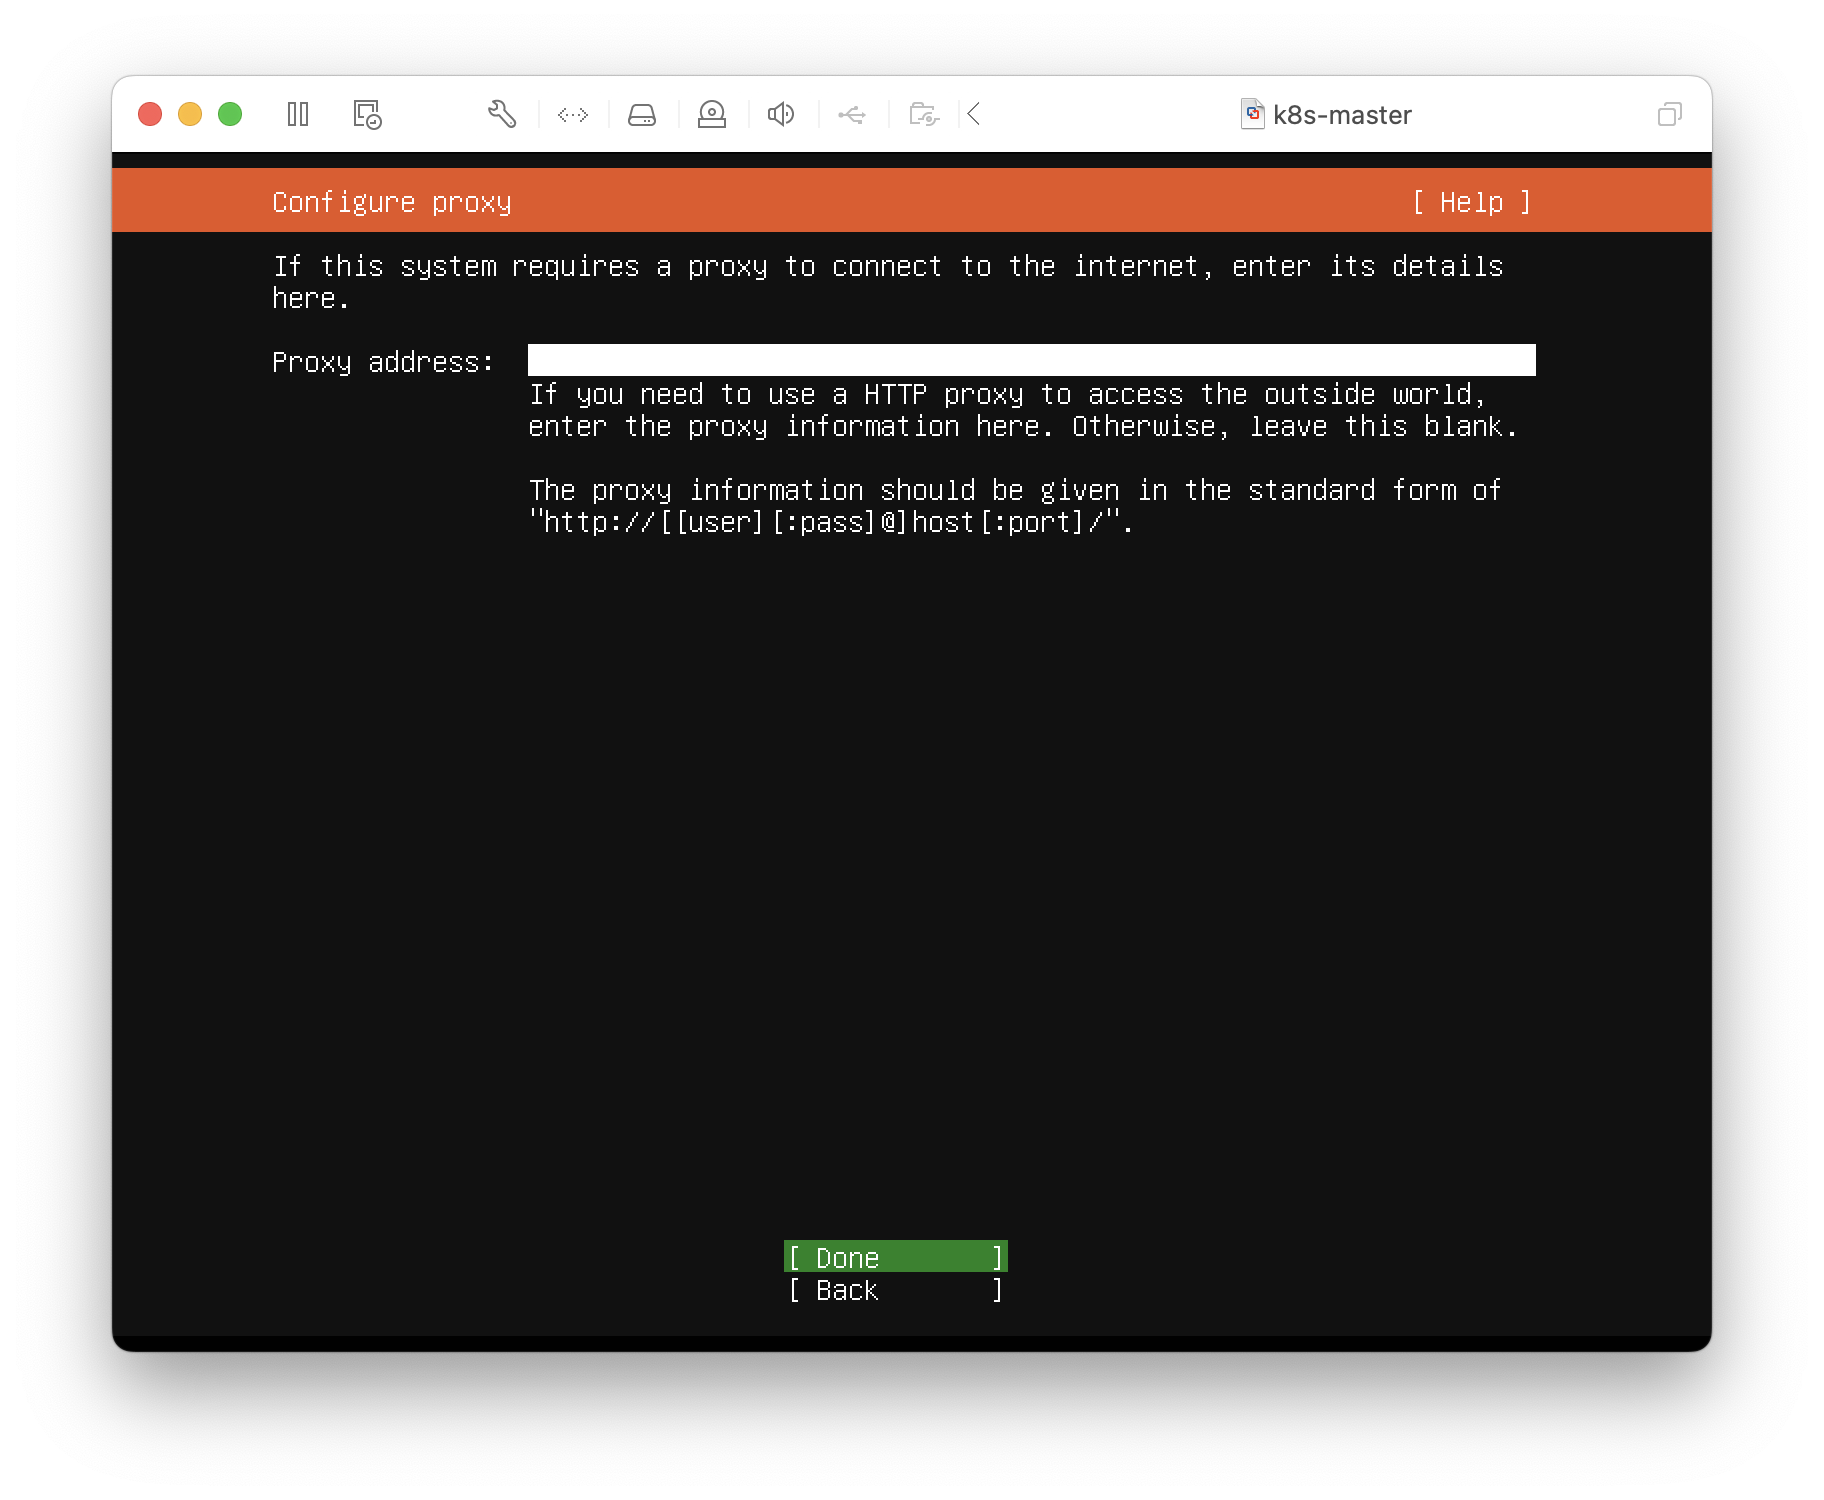 k8s-master
Configure proxy [ Help ]
If this system requires a proxy to connect to the internet, enter its details
here.
Proxy address:
If you need to use a HTTP proxy to access the outside world,
enter the proxy information here. Otherwise, leave this blank.
The proxy information should be given in the standard form of
"http://[[user][:pass]@]host[:port]/".
[ Done ]
[ Back ]